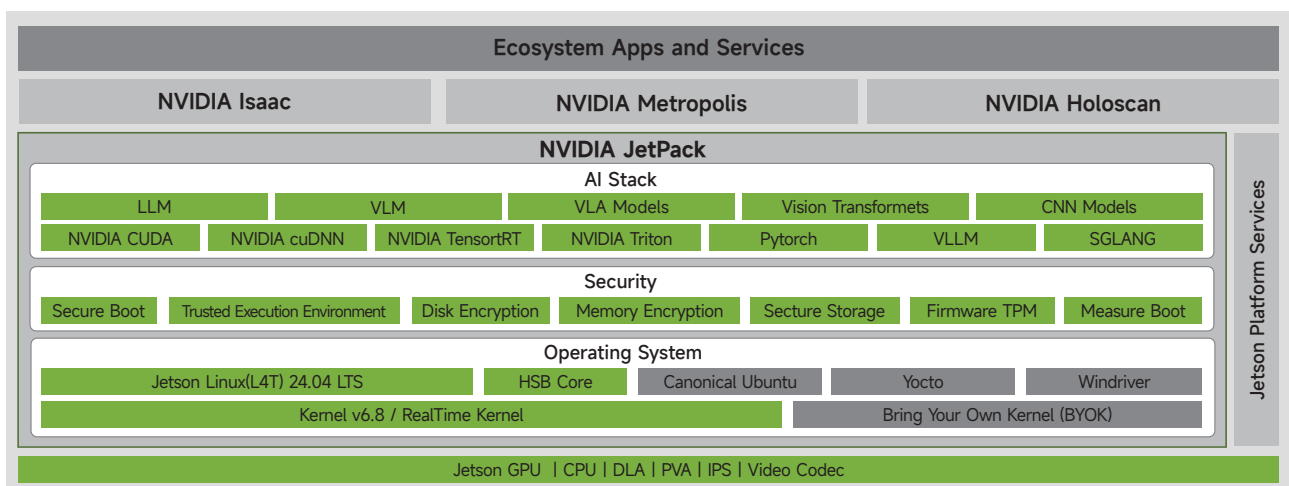 Ecosystem Apps and Services
NVIDIA Isaac
NVIDIA Metropolis
NVIDIA Holoscan
NVIDIA JetPack
AI Stack
LLM
VLM
VLA Models
Vision Transformets
CNN Models
NVIDIA CUDA
NVIDIA cuDNN
NVIDIA TensortRT
NVIDIA Triton
Pytorch
VLLM
SGLANG
Security
Secure Boot
Trusted Execution Environment
Disk Encryption
Memory Encryption
Secture Storage
Firmware TPM
Measure Boot
Operating System
Jetson Linux(L4T) 24.04 LTS
HSB Core
Canonical Ubuntu
Yocto
Windriver
Kernel v6.8 / RealTime Kernel
Bring Your Own Kernel (BYOK)
Jetson Platform Services
Jetson GPU | CPU | DLA | PVA | IPS | Video Codec